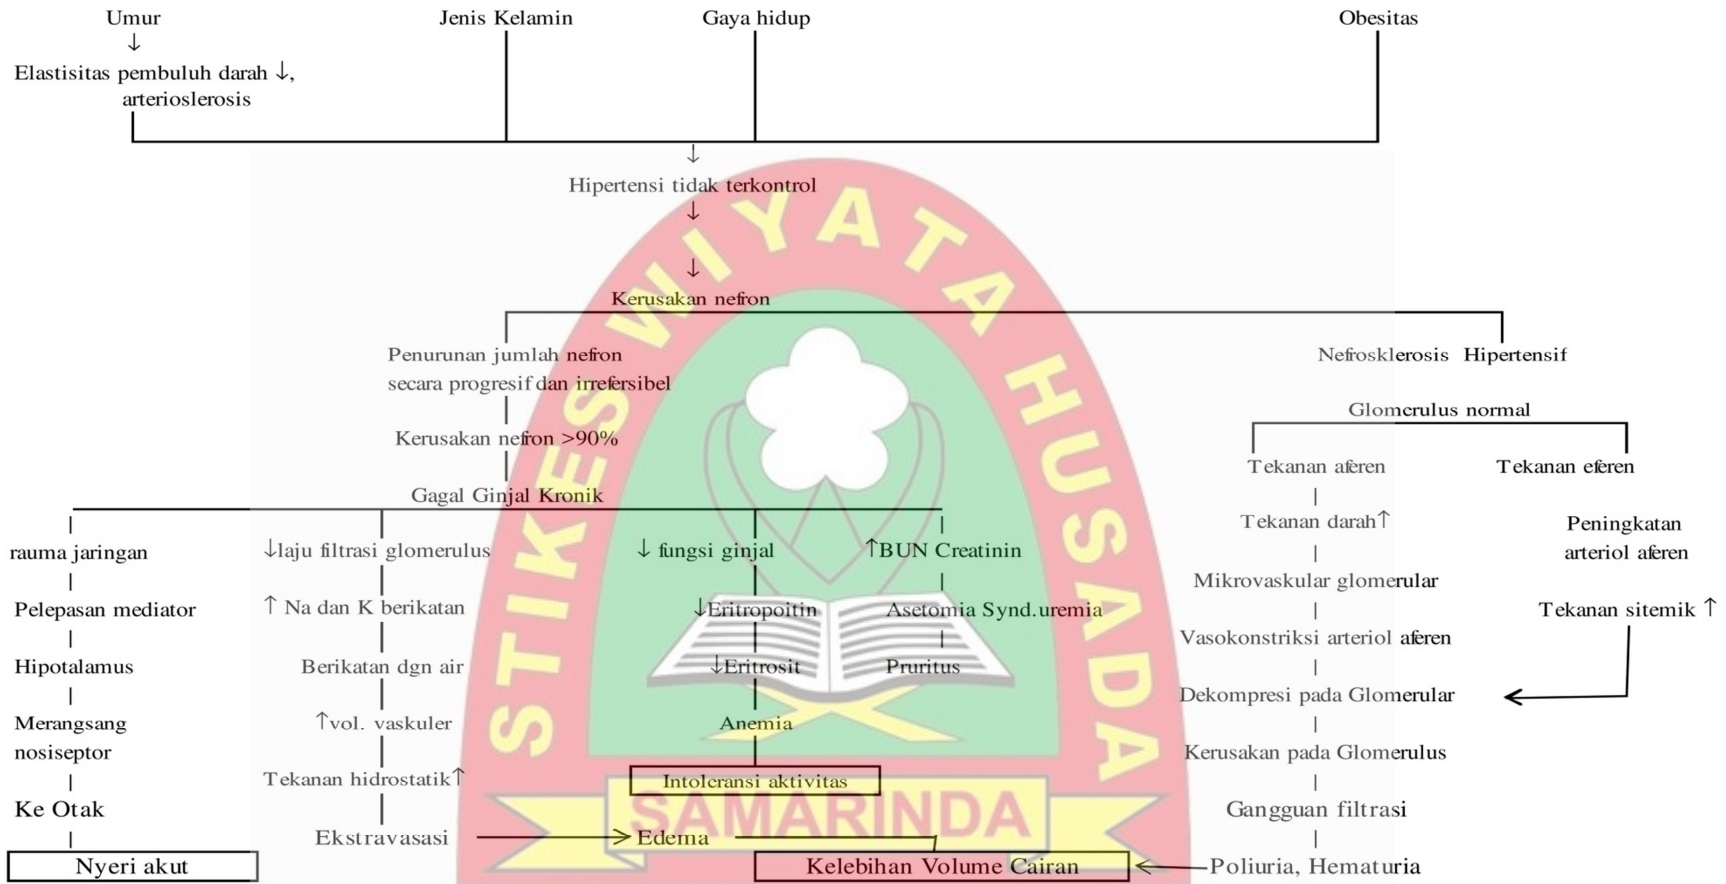 Umur
Jenis Kelamin
Gaya hidup
Obesitas
↓
Elastisitas pembuluh darah ↓,
arterioslerosis
↓
Hipertensi tidak terkontrol
↓
↓
Kerusakan nefron
Penurunan jumlah nefron
secara progresif dan irrefersibel
Kerusakan nefron >90%
Gagal Ginjal Kronik
rauma jaringan
Pelepasan mediator
Hipotalamus
Merangsang
nosiseptor
Ke Otak
Nyeri akut
↓laju filtrasi glomerulus
↑ Na dan K berikatan
Berikatan dgn air
↑vol. vaskuler
Tekanan hidrostatik↑
Ekstravasasi
Edema
↓ fungsi ginjal
↓Eritropoitin
↓Eritrosit
Anemia
Intoleransi aktivitas
↑BUN Creatinin
Asetomia Synd.uremia
Pruritus
Kelebihan Volume Cairan
Nefrosklerosis Hipertensif
Glomerulus normal
Tekanan aferen
Tekanan darah↑
Mikrovaskular glomerular
Vasokonstriksi arteriol aferen
Dekompresi pada Glomerular
Kerusakan pada Glomerulus
Gangguan filtrasi
Poliuria, Hematuria
Tekanan eferen
Peningkatan
arteriol aferen
Tekanan sitemik ↑
STIKES WIYATA HUSADA
SAMARINDA